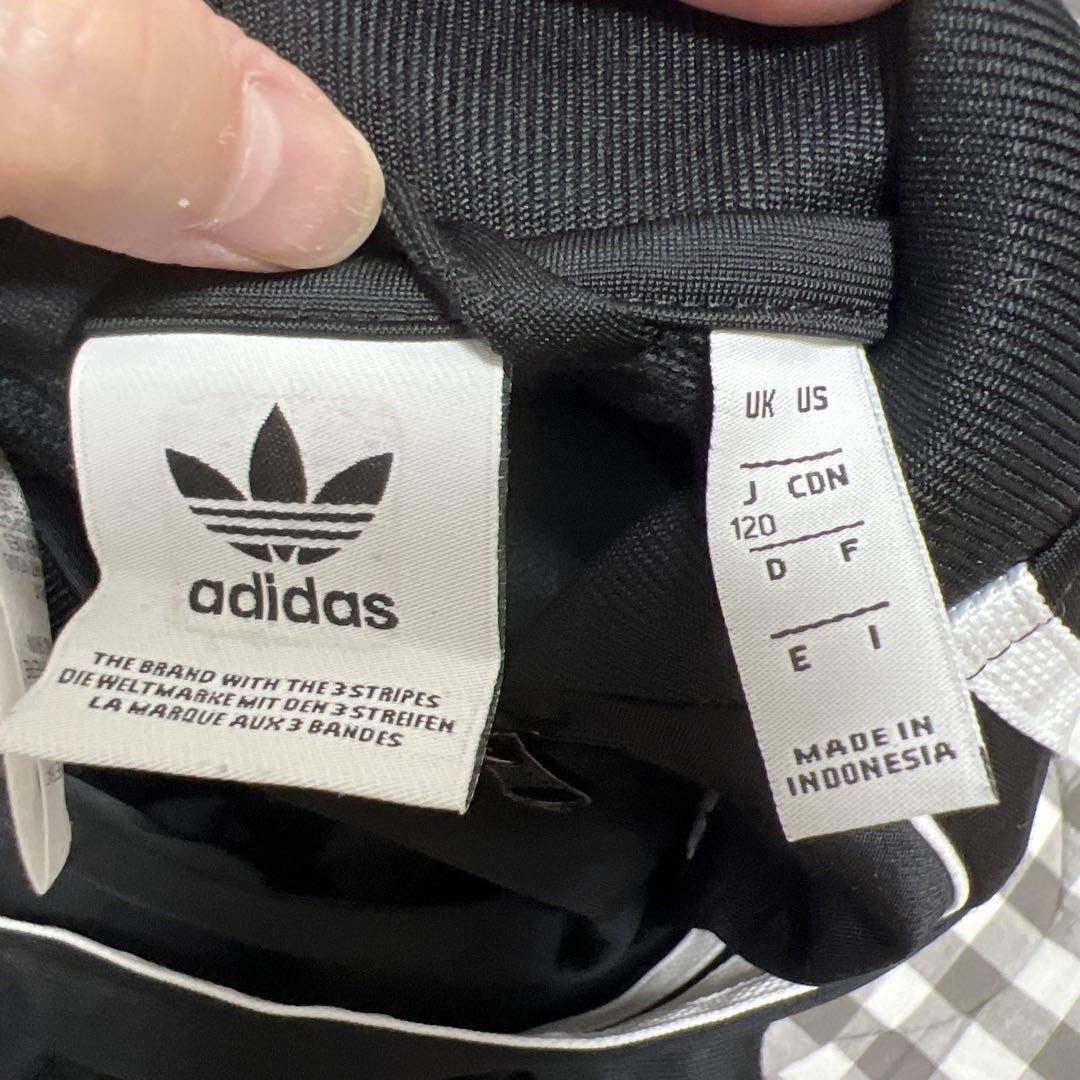 adidas
THE BRAND WITH THE 3 STRIPES
DIE WELTMARKE MIT DEN 3 STREIFEN
LA MARQUE AUX 3 BANDES
UK US
J CDN
120
D F
E I
MADE IN
INDONESIA